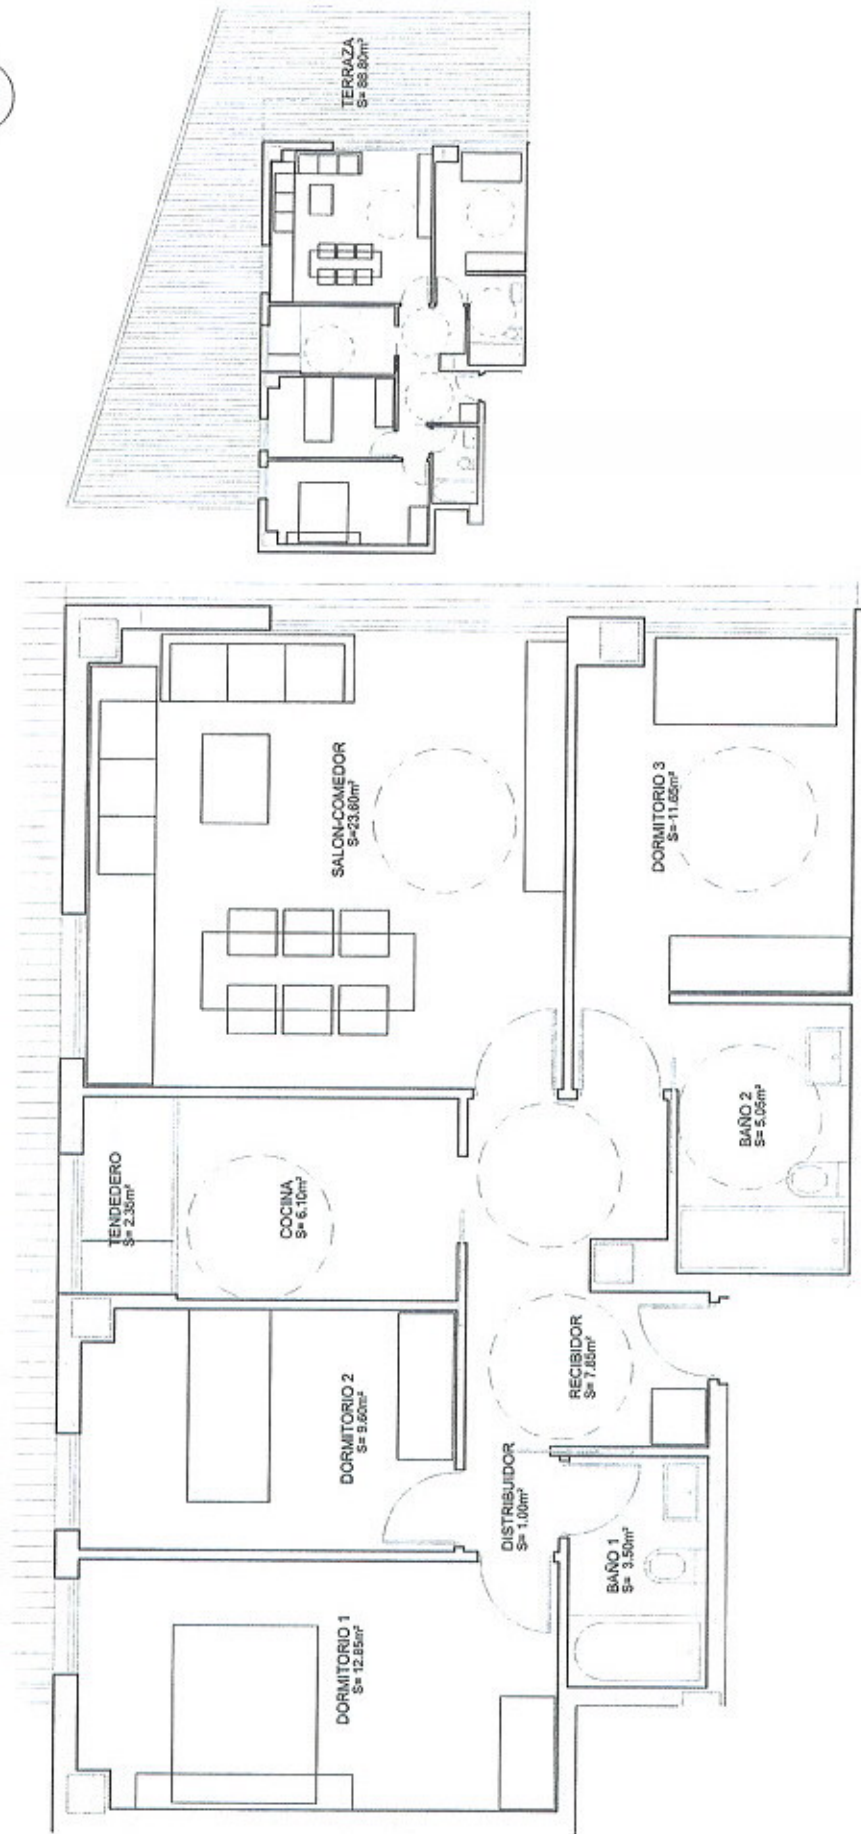 TERRAZA
S= 88.80m²
SALON-COMEDOR
S=23.60m²
DORMITORIO 3
S=11.65m²
TENDEDERO
S= 2.35m²
COCINA
S= 6.10m²
BAÑO 2
S= 5.05m²
DORMITORIO 2
S= 9.60m²
RECIBIDOR
S= 7.85m²
DISTRIBUIDOR
S= 1.00m²
DORMITORIO 1
S= 12.85m²
BAÑO 1
S= 3.50m²